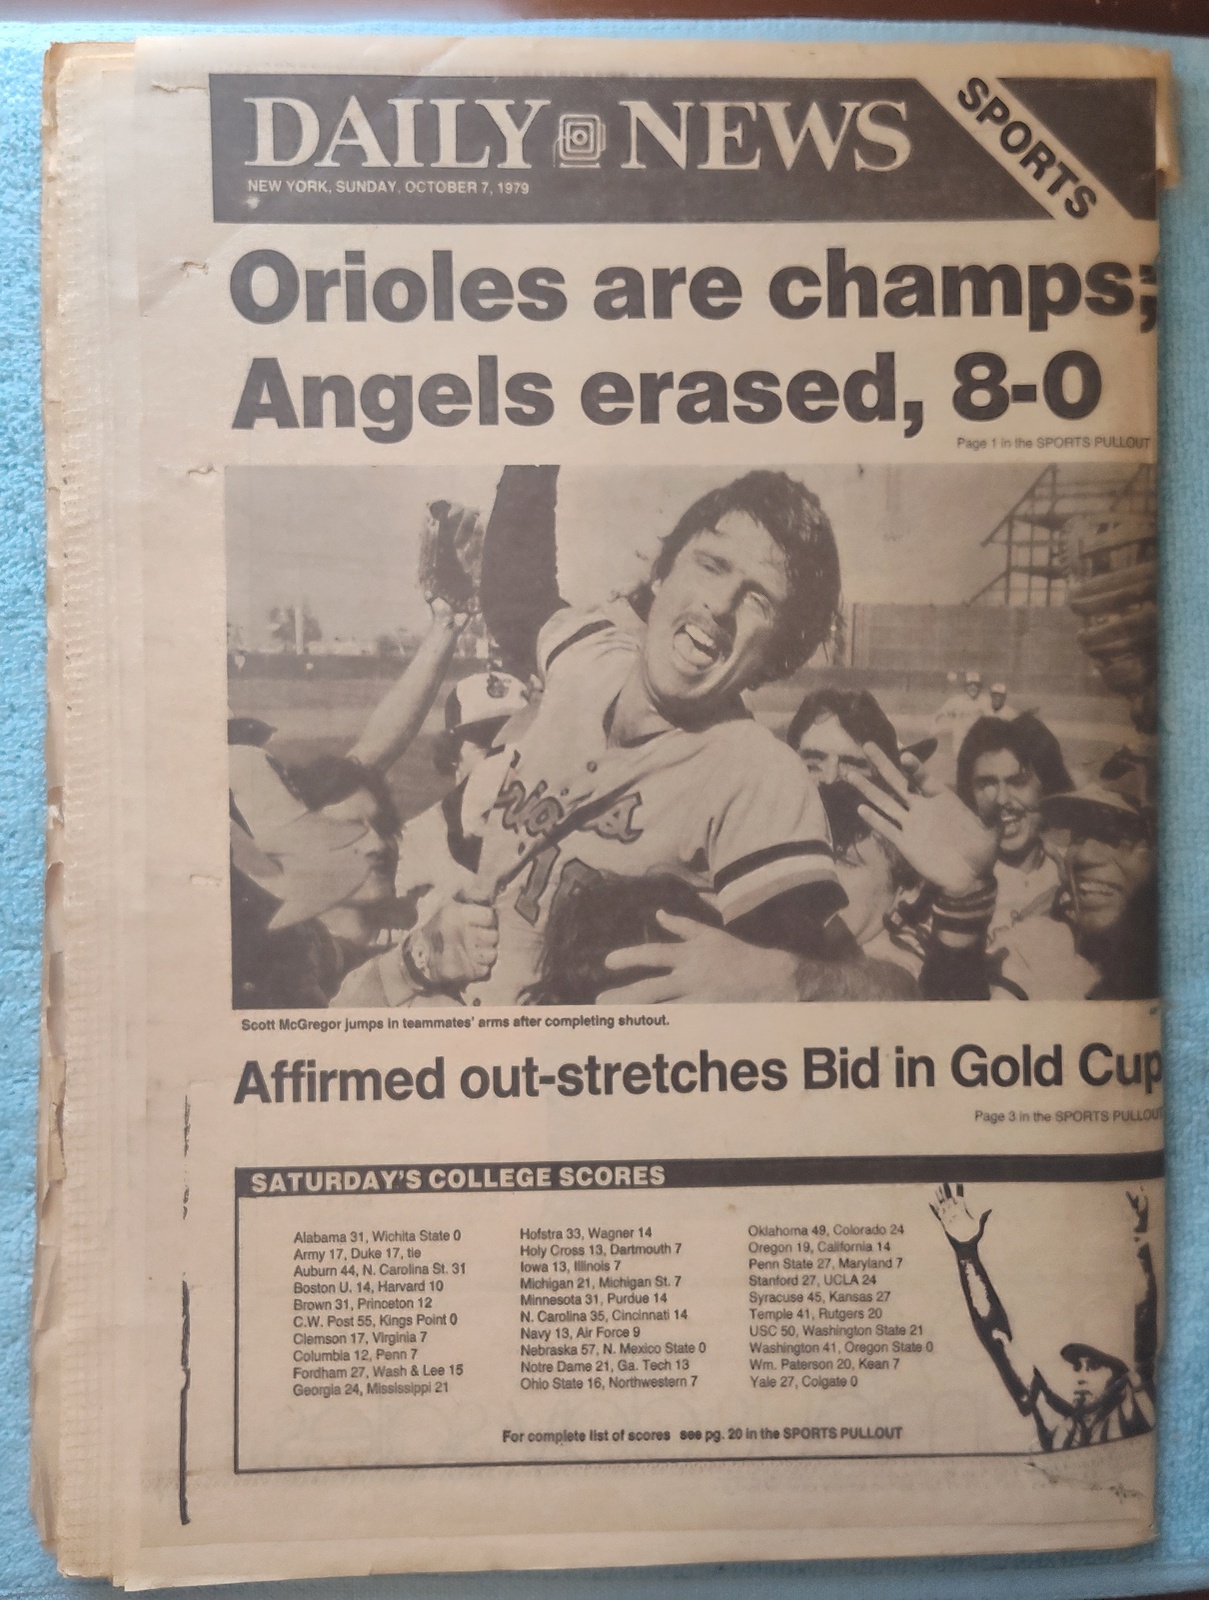 DAILY NEWS
SPORTS
NEW YORK, SUNDAY, OCTOBER 7, 1979
Orioles are champs;
Angels erased, 8-0
Page 1 in the SPORTS PULLOUT
Scott McGregor jumps in teammates' arms after completing shutout.
Affirmed out-stretches Bid in Gold Cup
Page 3 in the SPORTS PULLOUT
SATURDAY'S COLLEGE SCORES
Alabama 31, Wichita State 0
Army 17, Duke 17, tie
Auburn 44, N. Carolina St. 31
Boston U. 14, Harvard 10
Brown 31, Princeton 12
C.W. Post 55, Kings Point 0
Clemson 17, Virginia 7
Columbia 12, Penn 7
Fordham 27, Wash & Lee 15
Georgia 24, Mississippi 21
Hofstra 33, Wagner 14
Holy Cross 13, Dartmouth 7
Iowa 13, Illinois 7
Michigan 21, Michigan St. 7
Minnesota 31, Purdue 14
N. Carolina 35, Cincinnati 14
Navy 13, Air Force 9
Nebraska 57, N. Mexico State 0
Notre Dame 21, Ga. Tech 13
Ohio State 16, Northwestern 7
Oklahoma 49, Colorado 24
Oregon 19, California 14
Penn State 27, Maryland 7
Stanford 27, UCLA 24
Syracuse 45, Kansas 27
Temple 41, Rutgers 20
USC 50, Washington State 21
Washington 41, Oregon State 0
Wm. Paterson 20, Kean 7
Yale 27, Colgate 0
For complete list of scores see pg. 20 in the SPORTS PULLOUT